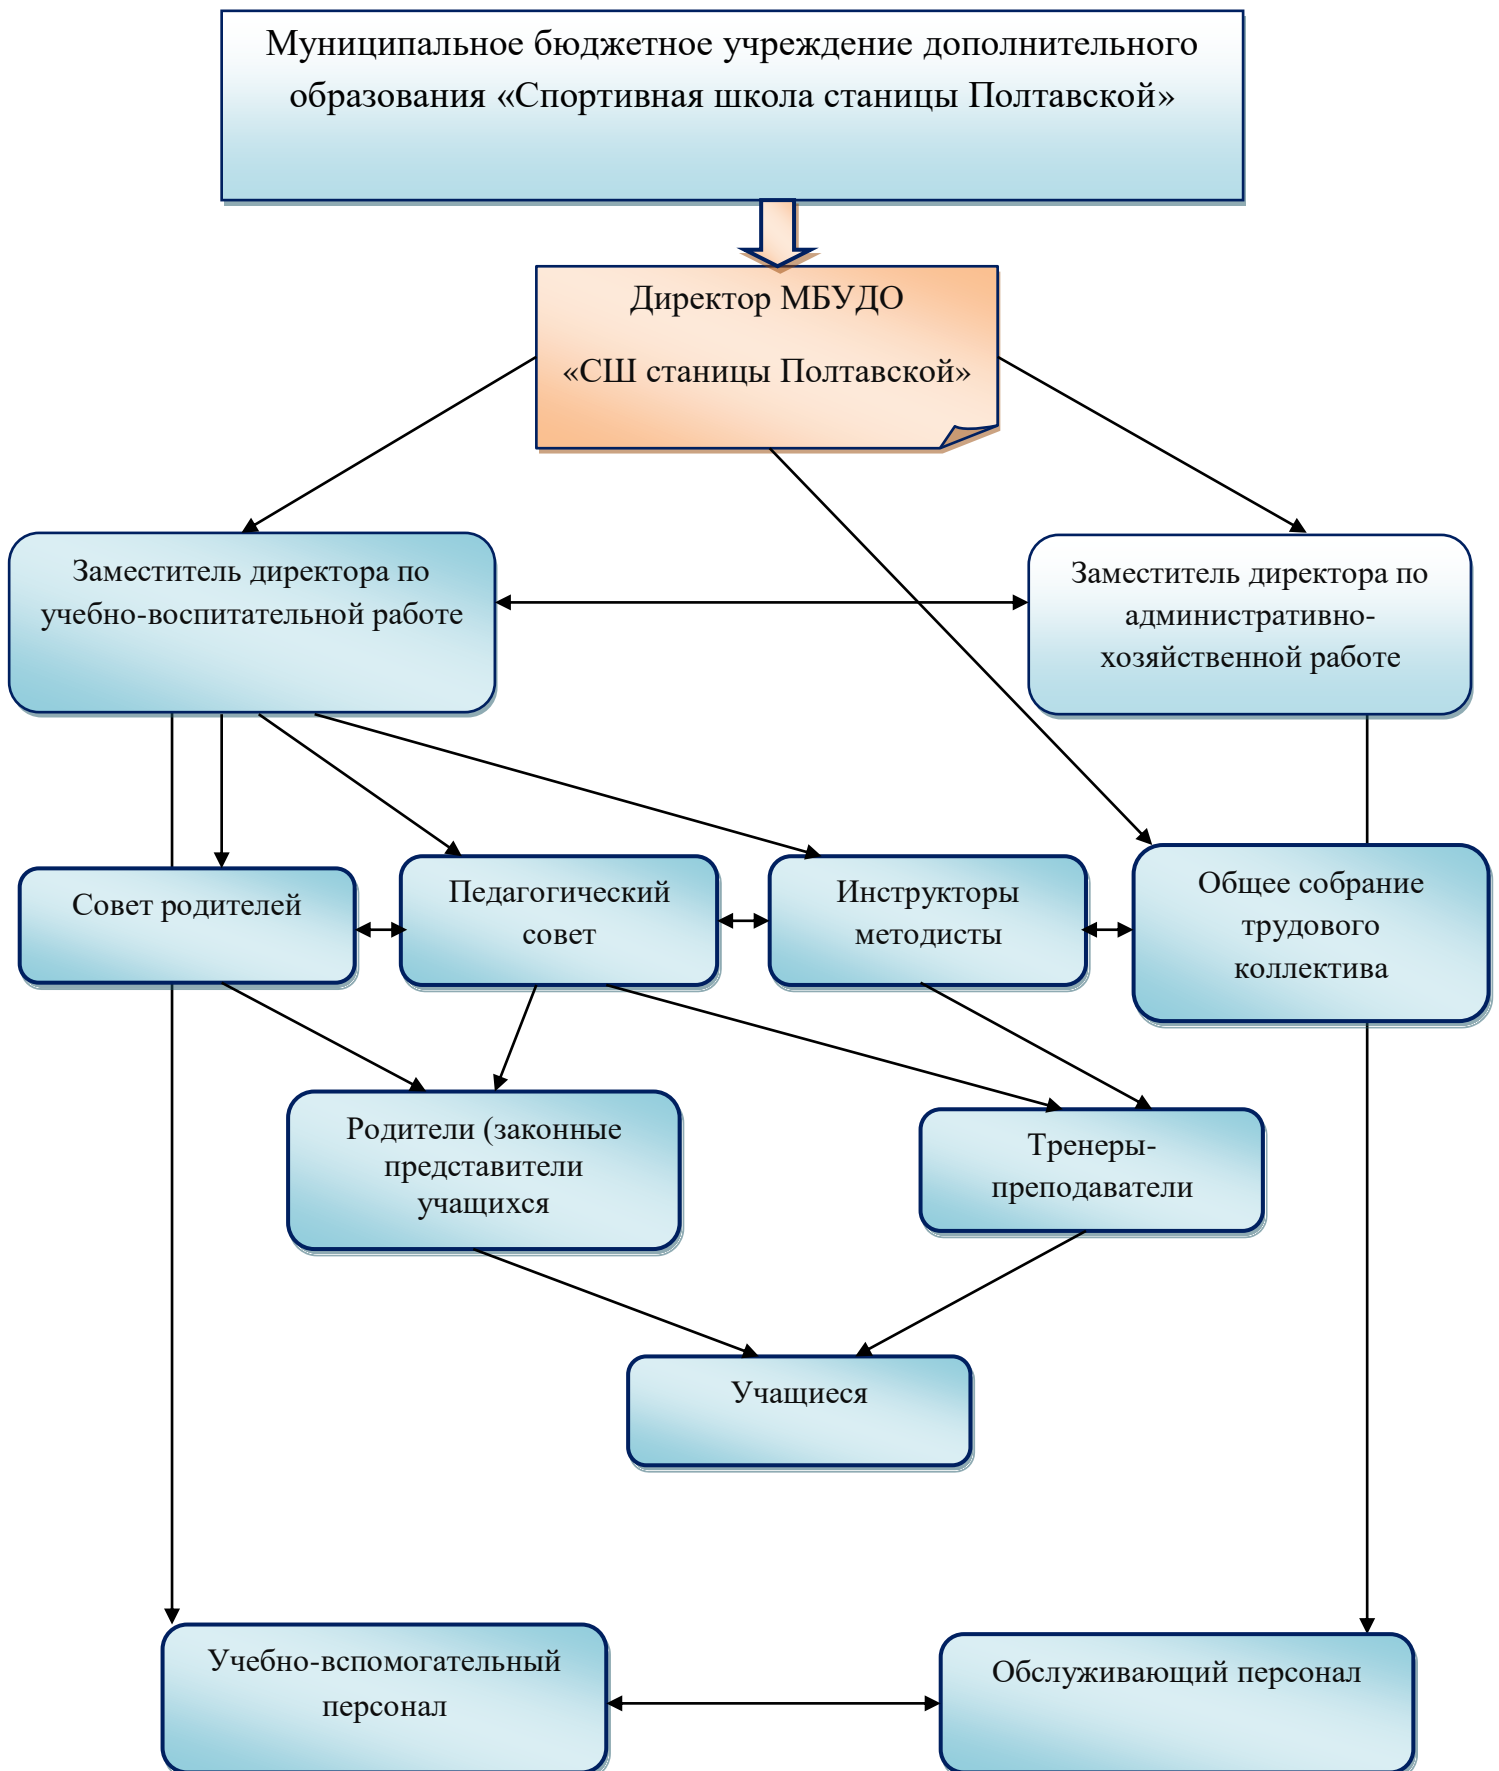 Муниципальное бюджетное учреждение дополнительного
образования «Спортивная школа станицы Полтавской»
Директор МБУДО
«СШ станицы Полтавской»
Заместитель директора по
учебно-воспитательной работе
Заместитель директора по
административно-
хозяйственной работе
Совет родителей
Педагогический
совет
Инструкторы
методисты
Общее собрание
трудового
коллектива
Родители (законные
представители
учащихся
Тренеры-
преподаватели
Учащиеся
Учебно-вспомогательный
персонал
Обслуживающий персонал